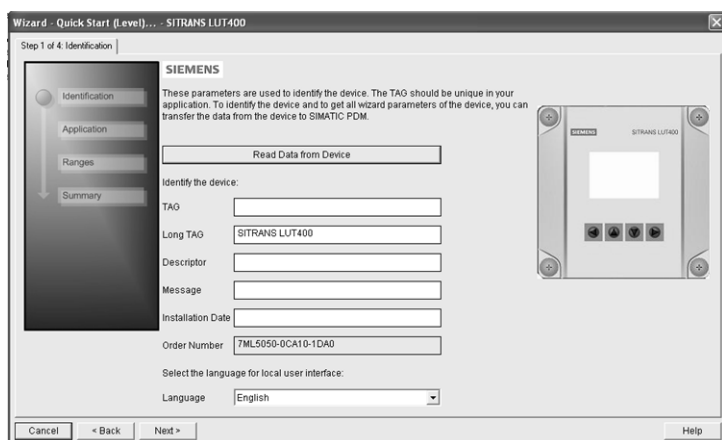 Wizard - Quick Start (Level)... - SITRANS LUT400
Step 1 of 4: Identification
SIEMENS
Identification
Application
Ranges
Summary
These parameters are used to identify the device. The TAG should be unique in your
application. To identify the device and to get all wizard parameters of the device, you can
transfer the data from the device to SIMATIC PDM.
Read Data from Device
Identify the device:
TAG
Long TAG SITRANS LUT400
Descriptor
Message
Installation Date
Order Number 7ML5050-0CA10-1DA0
Select the language for local user interface:
Language English
SIEMENS SITRANS LUT400
Cancel < Back Next > Help